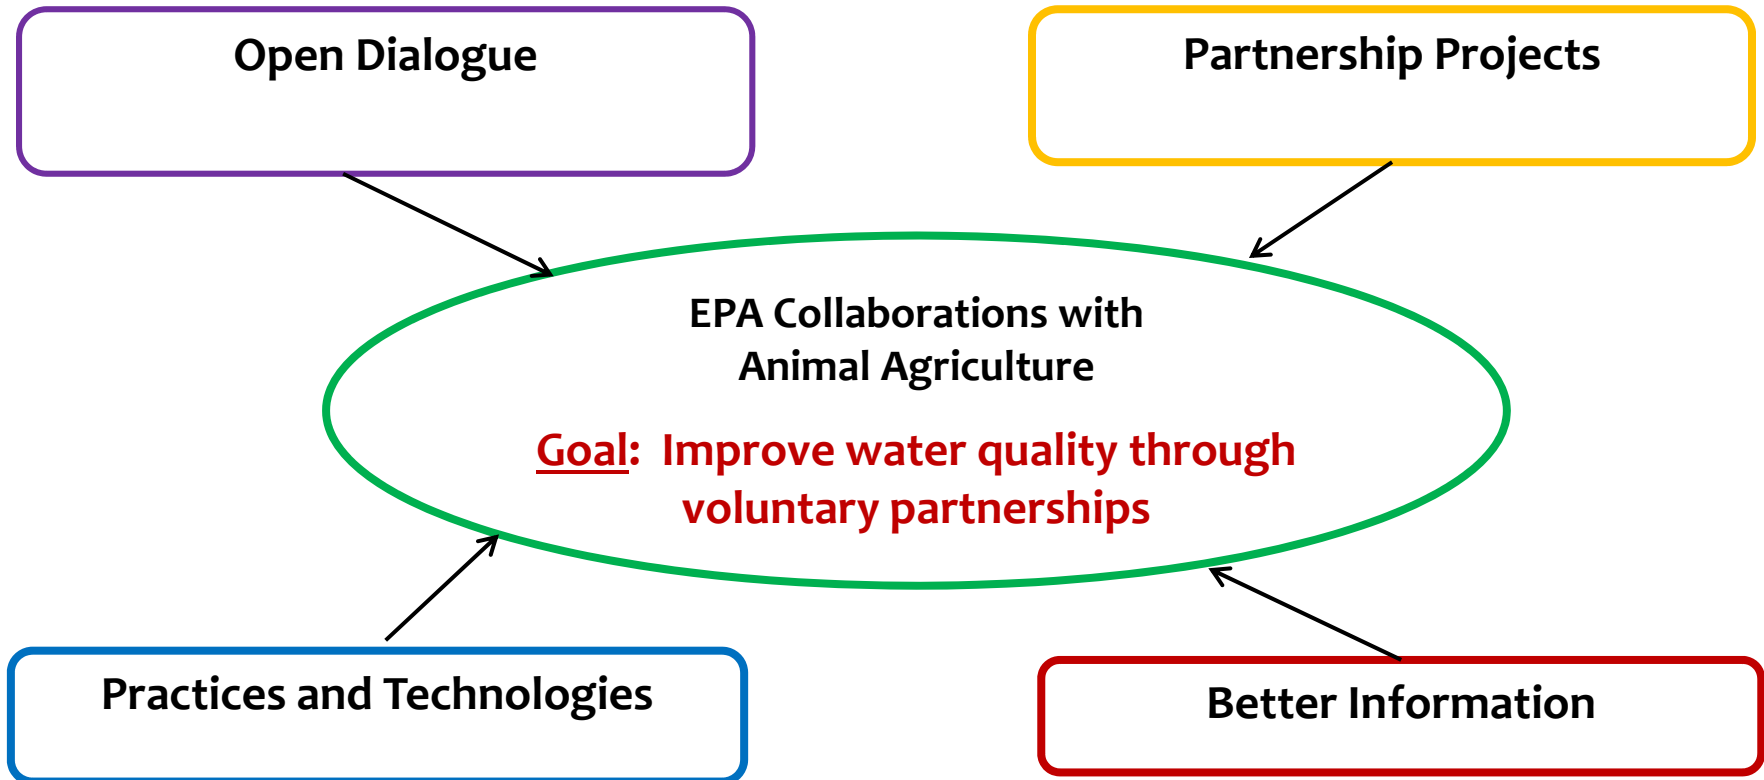 Open Dialogue
Partnership Projects
EPA Collaborations with
Animal Agriculture
Goal: Improve water quality through
voluntary partnerships
Practices and Technologies
Better Information